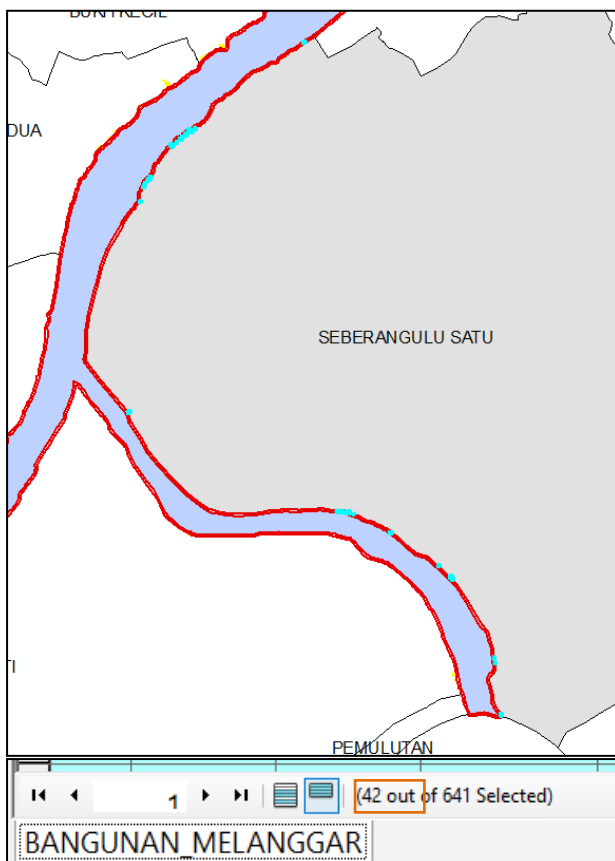 DUA
SEBERANGULU SATU
PEMULUTAN
1
(42 out of 641 Selected)
BANGUNAN_MELANGGAR